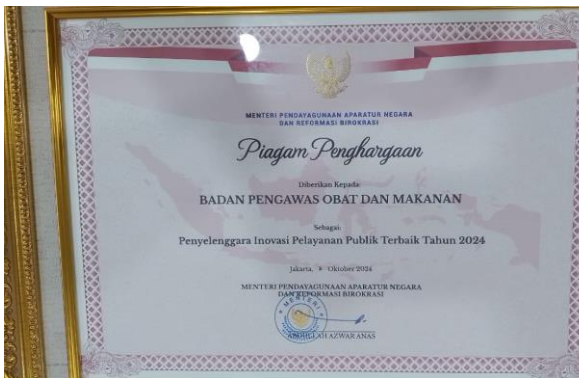 MENTERI PENDAYAGUNAAN APARATUR NEGARA
DAN REFORMASI BIROKRASI
Piagam Penghargaan
Diberikan Kepada:
BADAN PENGAWAS OBAT DAN MAKANAN
Sebagai:
Penyelenggara Inovasi Pelayanan Publik Terbaik Tahun 2024
Jakarta, Oktober 2024
MENTERI PENDAYAGUNAAN APARATUR NEGARA
DAN REFORMASI BIROKRASI
MENTERI
ABDULLAH AZWAR ANAS